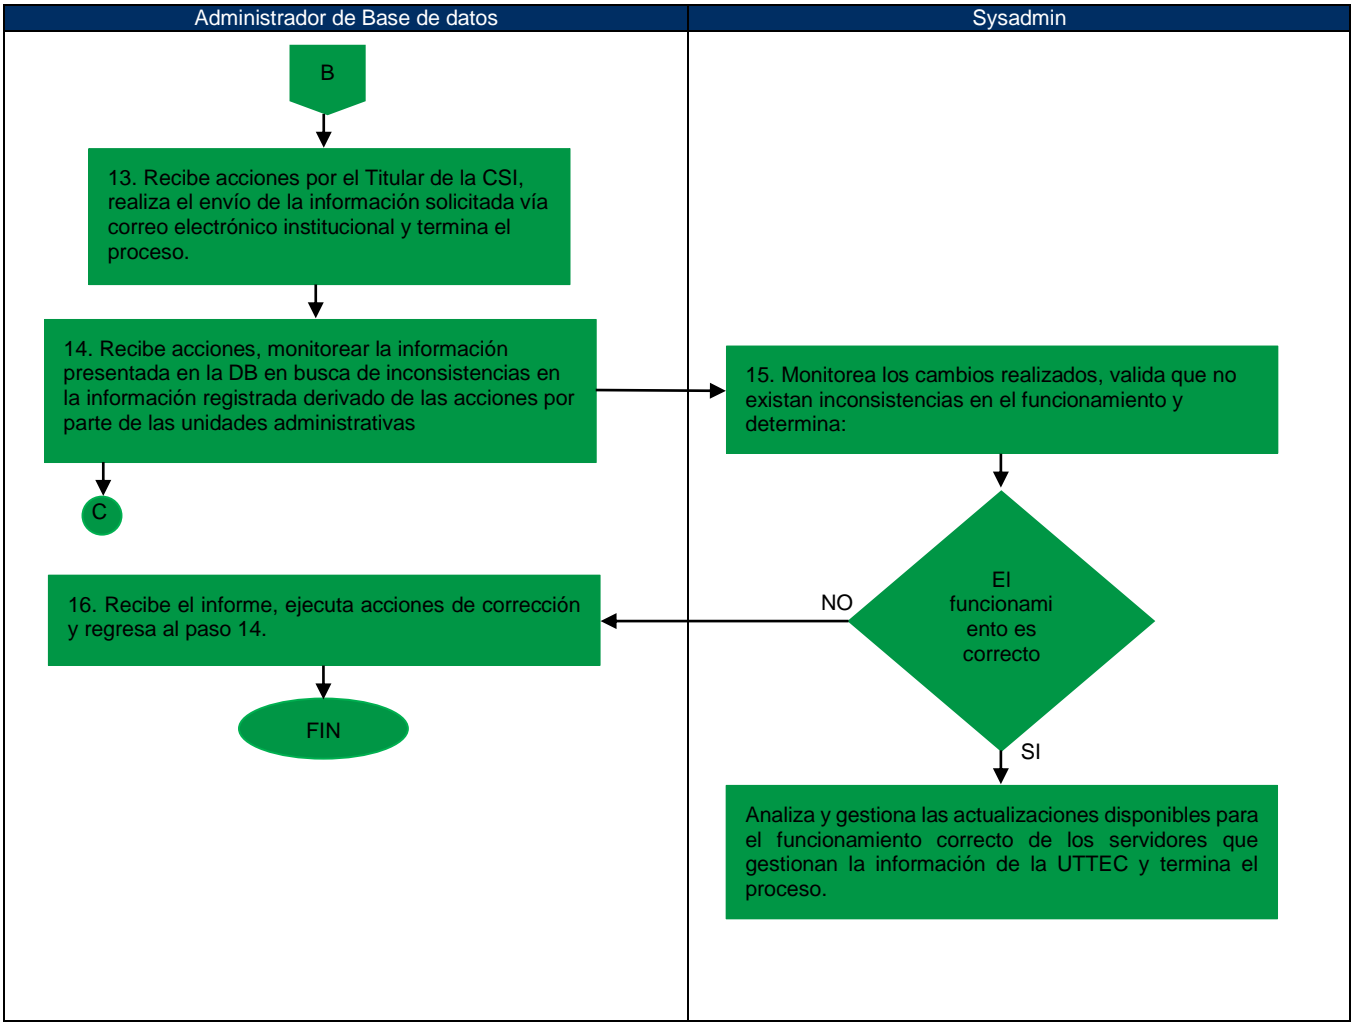 Administrador de Base de datos
Sysadmin
B
13. Recibe acciones por el Titular de la CSI,
realiza el envío de la información solicitada vía
correo electrónico institucional y termina el
proceso.
14. Recibe acciones, monitorear la información
presentada en la DB en busca de inconsistencias en
la información registrada derivado de las acciones por
parte de las unidades administrativas
15. Monitorea los cambios realizados, valida que no
existan inconsistencias en el funcionamiento y
determina:
C
El
funcionami
ento es
correcto
NO
16. Recibe el informe, ejecuta acciones de corrección
y regresa al paso 14.
FIN
SI
Analiza y gestiona las actualizaciones disponibles para
el funcionamiento correcto de los servidores que
gestionan la información de la UTTEC y termina el
proceso.